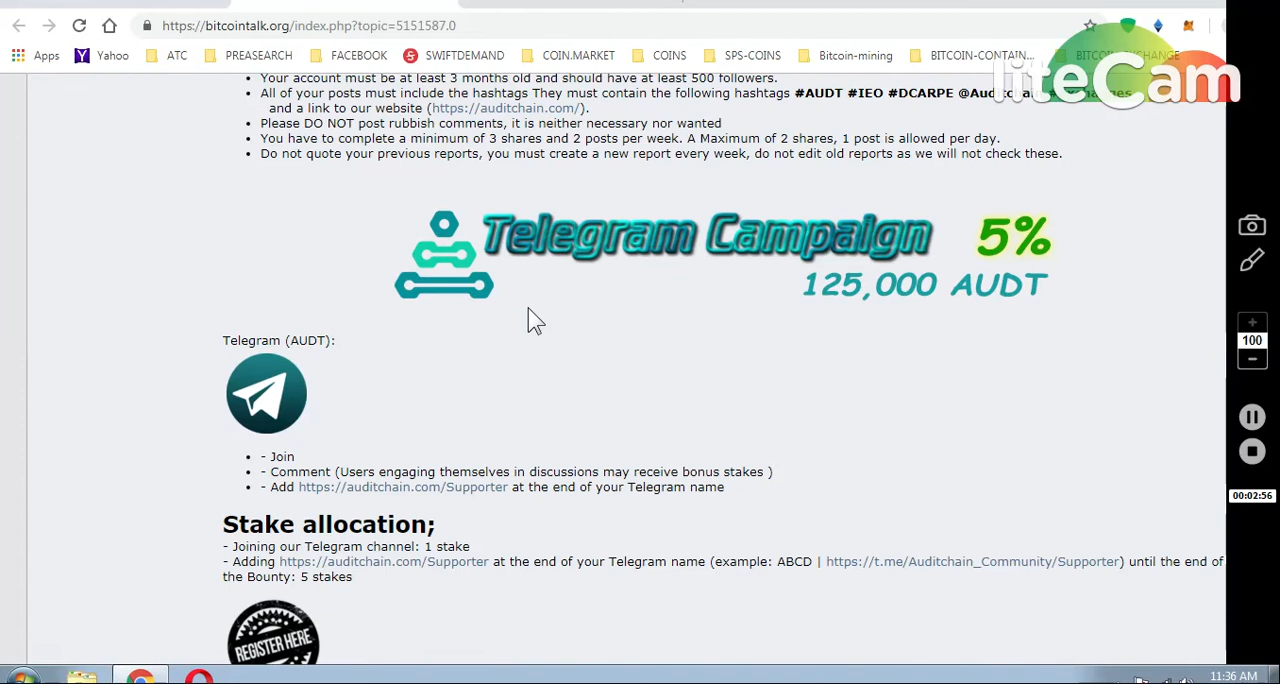 https://bitcointalk.org/index.php?topic=5151587.0
Apps Yahoo ATC PREASEARCH FACEBOOK SWIFTDEMAND COIN.MARKET COINS SPS-COINS Bitcoin-mining BITCOIN-CONTAIN...
liteCam
Your account must be at least 3 months old and should have at least 500 followers.
All of your posts must include the hashtags They must contain the following hashtags #AUDT #IEO #DCARPE
and a link to our website (https://auditchain.com/).
Please DO NOT post rubbish comments, it is neither necessary nor wanted
You have to complete a minimum of 3 shares and 2 posts per week. A Maximum of 2 shares, 1 post is allowed per day.
Do not quote your previous reports, you must create a new report every week, do not edit old reports as we will not check these.
Telegram Campaign 5%
125,000 AUDT
Telegram (AUDT):
100
- Join
- Comment (Users engaging themselves in discussions may receive bonus stakes )
- Add https://auditchain.com/Supporter at the end of your Telegram name
00:02:56
Stake allocation;
- Joining our Telegram channel: 1 stake
- Adding https://auditchain.com/Supporter at the end of your Telegram name (example: ABCD | https://t.me/Auditchain_Community/Supporter) until the end of
the Bounty: 5 stakes
REGISTER HERE
11:36 AM